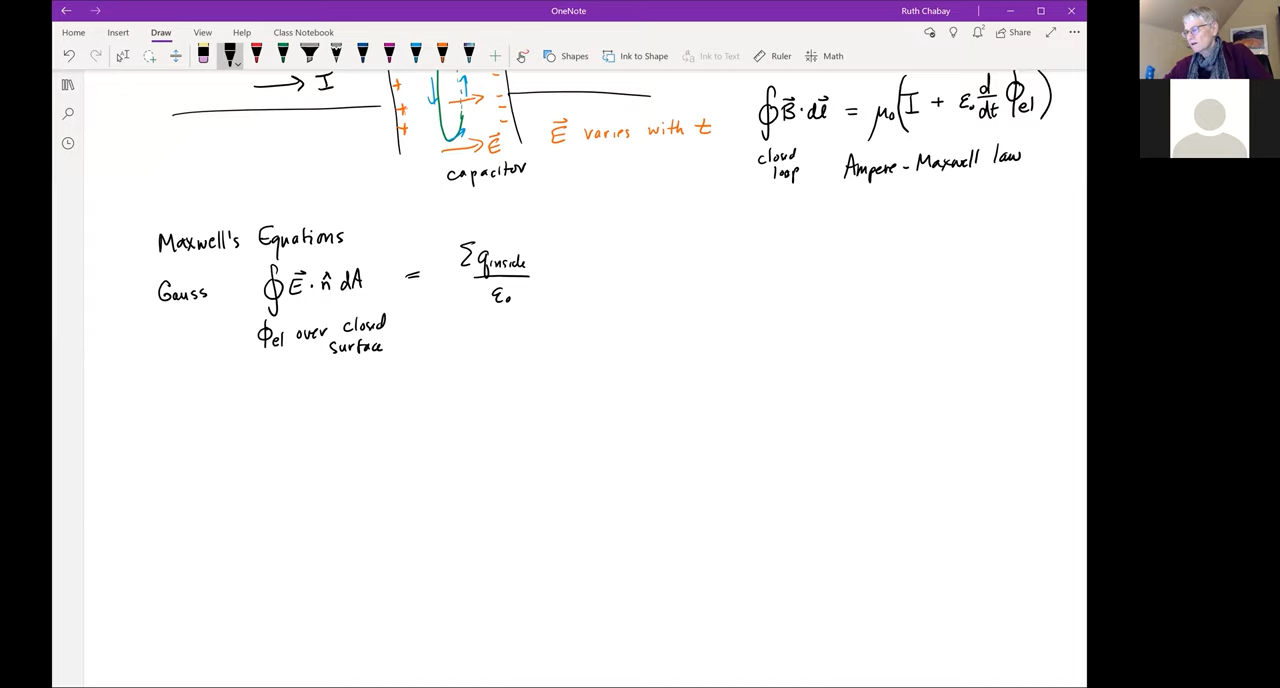 OneNote
Ruth Chabay
Home Insert Draw View Help Class Notebook
Share
Shapes Ink to Shape Ink to Text Ruler Math
→ I
+ + +
- - - -
E⃗
E⃗ varies with t
capacitor
∮ B⃗ · dl⃗ = μ₀ (I + ε₀ d/dt ϕel)
closed loop
Ampere - Maxwell law
Maxwell's Equations
Gauss ∮ E⃗ · n̂ dA = Σ qinside / ε₀
ϕel over closed
surface